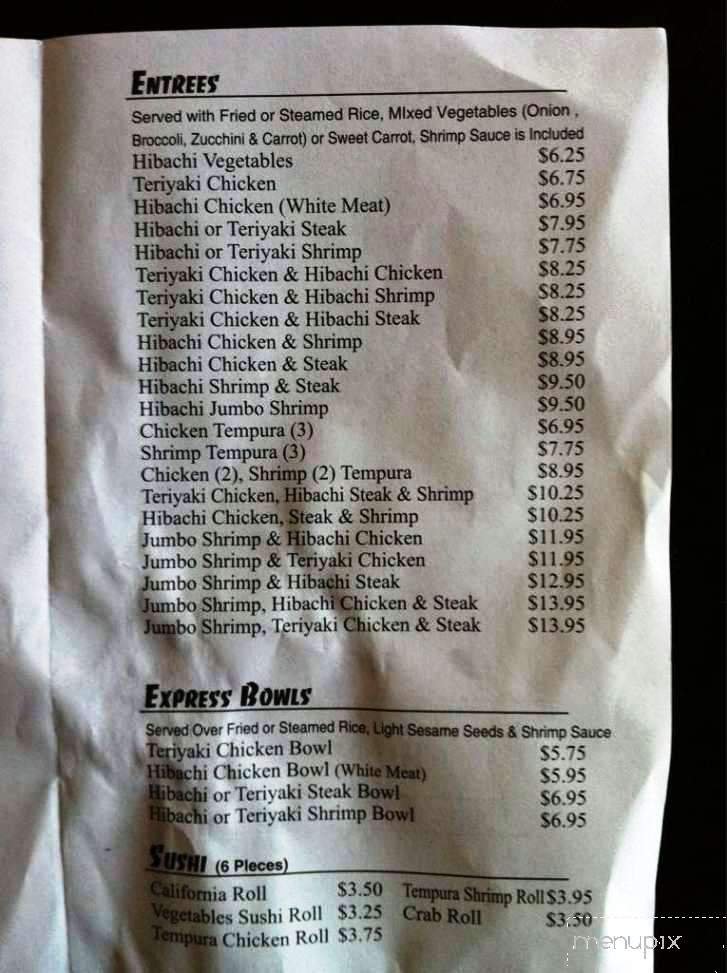 ENTREES
Served with Fried or Steamed Rice, MIxed Vegetables (Onion ,
Broccoli, Zucchini & Carrot) or Sweet Carrot, Shrimp Sauce is Included
Hibachi Vegetables $6.25
Teriyaki Chicken $6.75
Hibachi Chicken (White Meat) $6.95
Hibachi or Teriyaki Steak $7.95
Hibachi or Teriyaki Shrimp $7.75
Teriyaki Chicken & Hibachi Chicken $8.25
Teriyaki Chicken & Hibachi Shrimp $8.25
Teriyaki Chicken & Hibachi Steak $8.25
Hibachi Chicken & Shrimp $8.95
Hibachi Chicken & Steak $8.95
Hibachi Shrimp & Steak $9.50
Hibachi Jumbo Shrimp $9.50
Chicken Tempura (3) $6.95
Shrimp Tempura (3) $7.75
Chicken (2), Shrimp (2) Tempura $8.95
Teriyaki Chicken, Hibachi Steak & Shrimp $10.25
Hibachi Chicken, Steak & Shrimp $10.25
Jumbo Shrimp & Hibachi Chicken $11.95
Jumbo Shrimp & Teriyaki Chicken $11.95
Jumbo Shrimp & Hibachi Steak $12.95
Jumbo Shrimp, Hibachi Chicken & Steak $13.95
Jumbo Shrimp, Teriyaki Chicken & Steak $13.95
EXPRESS BOWLS
Served Over Fried or Steamed Rice, Light Sesame Seeds & Shrimp Sauce
Teriyaki Chicken Bowl $5.75
Hibachi Chicken Bowl (White Meat) $5.95
Hibachi or Teriyaki Steak Bowl $6.95
Hibachi or Teriyaki Shrimp Bowl $6.95
SUSHI (6 PIeces)
California Roll $3.50 Tempura Shrimp Roll $3.95
Vegetables Sushi Roll $3.25 Crab Roll $3.50
Tempura Chicken Roll $3.75
menupix